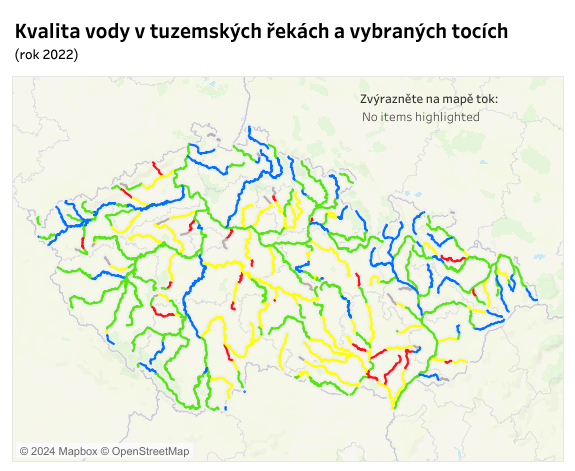 Kvalita vody v tuzemských řekách a vybraných tocích
(rok 2022)
Zvýrazněte na mapě tok:
No items highlighted
© 2024 Mapbox © OpenStreetMap